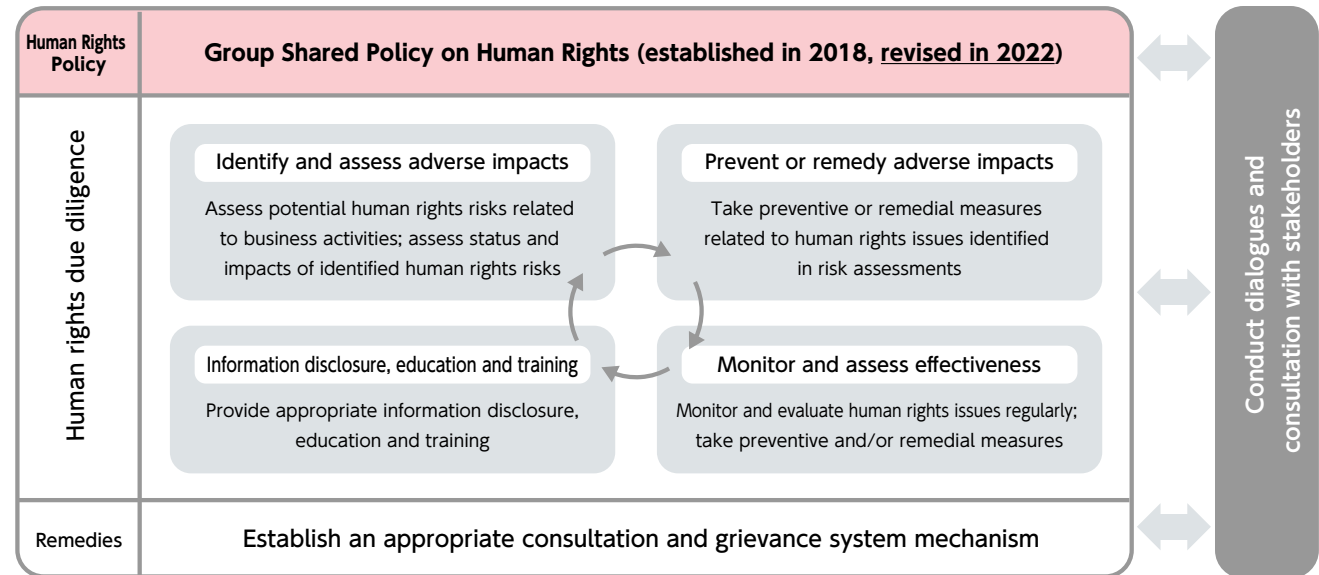 Human Rights
Policy
Group Shared Policy on Human Rights (established in 2018, revised in 2022)
Human rights due diligence
Identify and assess adverse impacts
Assess potential human rights risks related
to business activities; assess status and
impacts of identified human rights risks
Prevent or remedy adverse impacts
Take preventive or remedial measures
related to human rights issues identified
in risk assessments
Information disclosure, education and training
Provide appropriate information disclosure,
education and training
Monitor and assess effectiveness
Monitor and evaluate human rights issues regularly;
take preventive and/or remedial measures
Remedies
Establish an appropriate consultation and grievance system mechanism
Conduct dialogues and
consultation with stakeholders